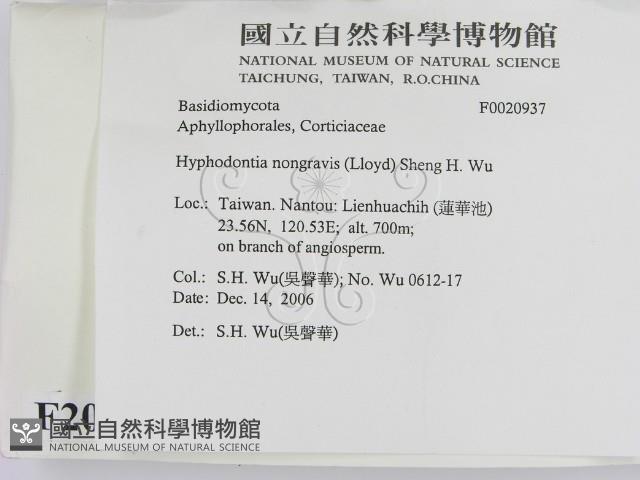 國立自然科學博物館
NATIONAL MUSEUM OF NATURAL SCIENCE
TAICHUNG, TAIWAN, R.O.CHINA
Basidiomycota F0020937
Aphyllophorales, Corticiaceae
Hyphodontia nongravis (Lloyd) Sheng H. Wu
Loc.: Taiwan. Nantou: Lienhuachih (蓮華池)
23.56N, 120.53E; alt. 700m;
on branch of angiosperm.
Col.: S.H. Wu(吳聲華); No. Wu 0612-17
Date: Dec. 14, 2006
Det.: S.H. Wu(吳聲華)
F20
國立自然科學博物館
NATIONAL MUSEUM OF NATURAL SCIENCE